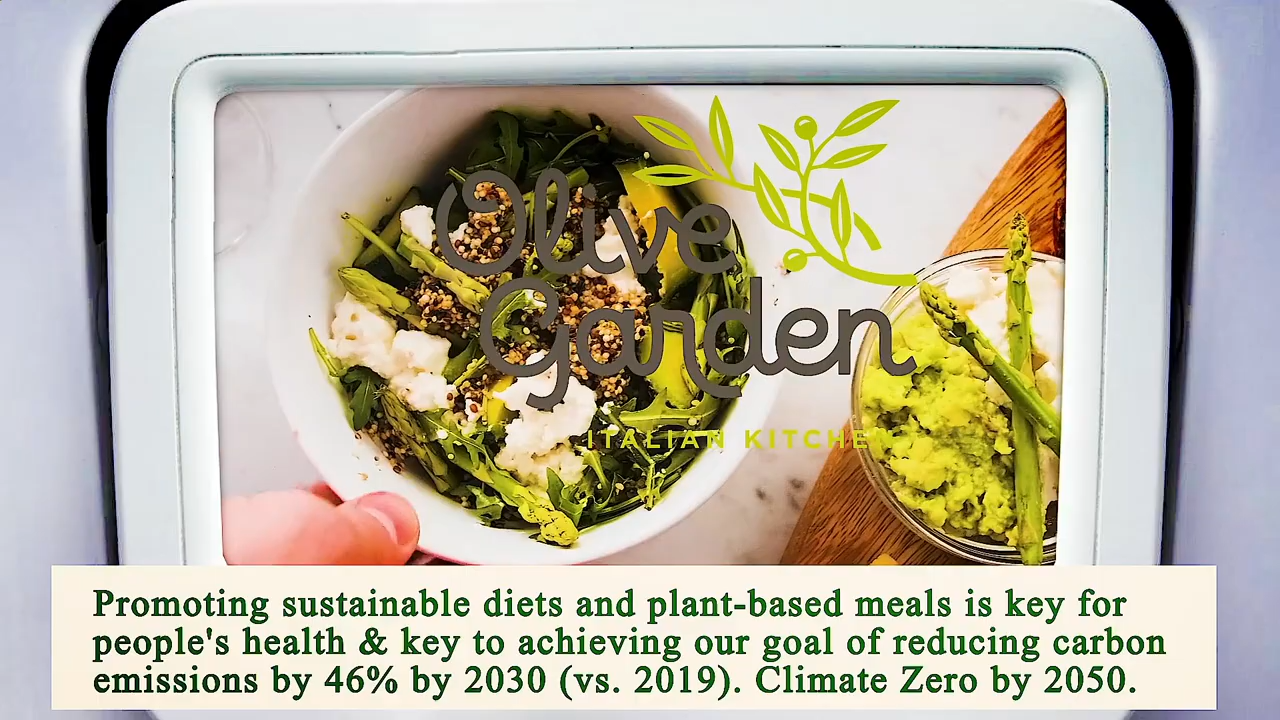 Olive
Garden
ITALIAN KITCHEN
Promoting sustainable diets and plant-based meals is key for
people's health & key to achieving our goal of reducing carbon
emissions by 46% by 2030 (vs. 2019). Climate Zero by 2050.